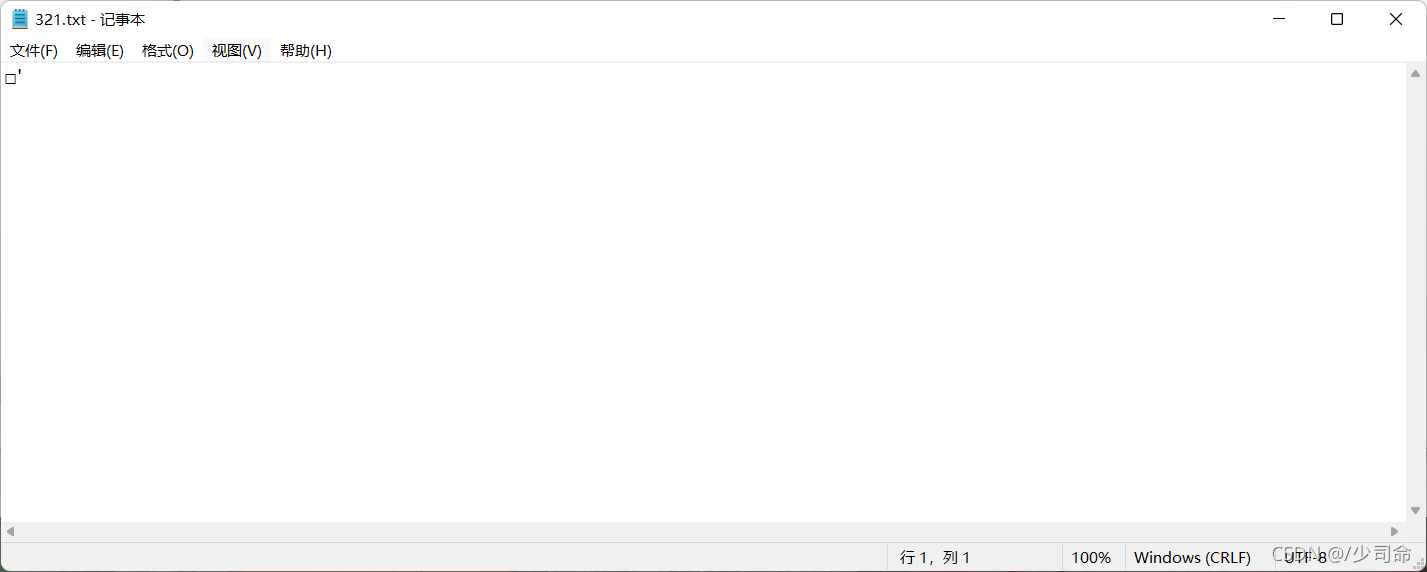 321.txt - 记事本
文件(F) 编辑(E) 格式(O) 视图(V) 帮助(H)
□'
行 1，列 1 100% Windows (CRLF) UTF-8
CSDN @/少司命